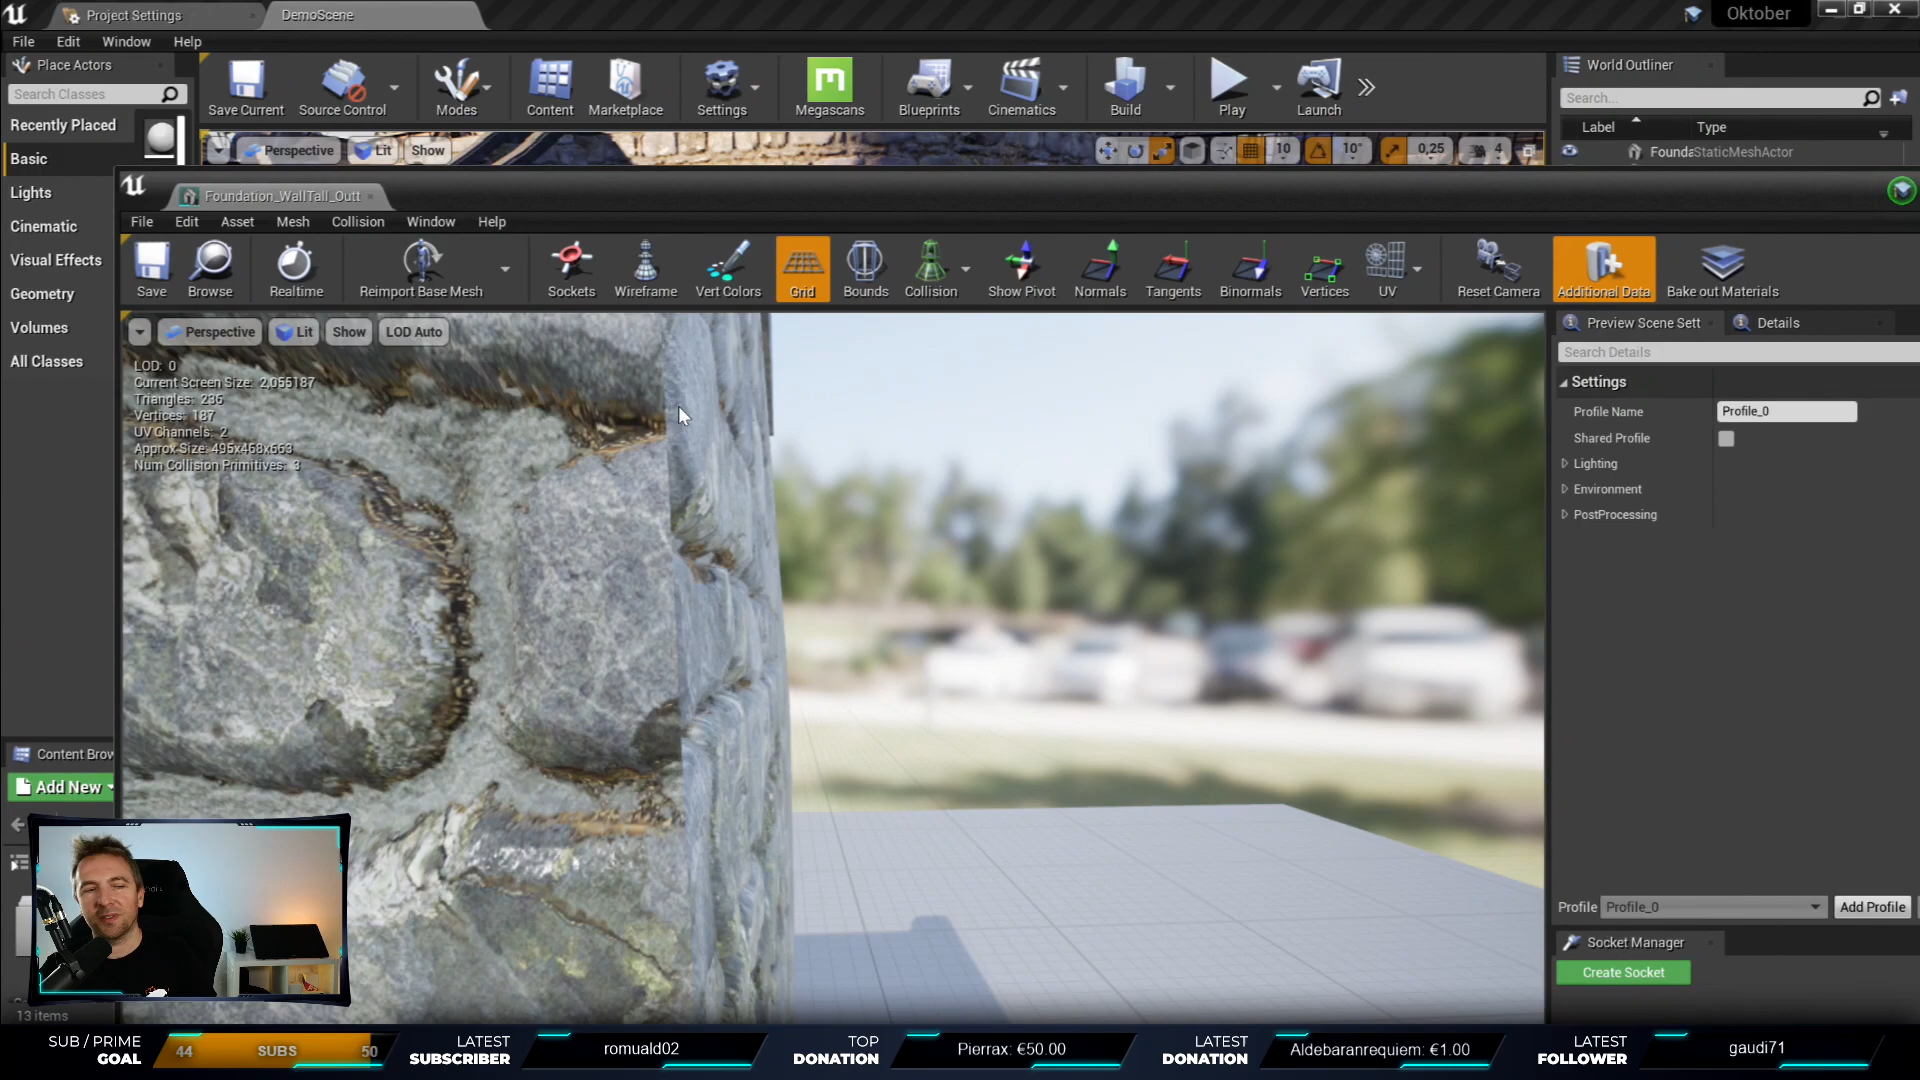 Project Settings
DemoScene
Oktober
File Edit Window Help
Place Actors
Search Classes
Recently Placed
Basic
Lights
Cinematic
Visual Effects
Geometry
Volumes
All Classes
Save Current
Source Control
Modes
Content
Marketplace
Settings
Megascans
Blueprints
Cinematics
Build
Play
Launch
World Outliner
Search...
Label
Type
Founda
StaticMeshActor
Perspective
Lit
Show
10
10°
0,25
4
Foundation_WallTall_Outt
File Edit Asset Mesh Collision Window Help
Save
Browse
Realtime
Reimport Base Mesh
Sockets
Wireframe
Vert Colors
Grid
Bounds
Collision
Show Pivot
Normals
Tangents
Binormals
Vertices
UV
Reset Camera
Additional Data
Bake out Materials
Perspective
Lit
Show
LOD Auto
LOD: 0
Current Screen Size: 2,055187
Triangles: 236
Vertices: 187
UV Channels: 2
Approx Size: 495x468x663
Num Collision Primitives: 3
Preview Scene Sett
Details
Search Details
Settings
Profile Name
Profile_0
Shared Profile
Lighting
Environment
PostProcessing
Profile
Profile_0
Add Profile
Socket Manager
Create Socket
Content Brow
Add New
13 items
SUB / PRIME
GOAL
44
SUBS
50
LATEST
SUBSCRIBER
romuald02
TOP
DONATION
Pierrax: €50.00
LATEST
DONATION
Aldebaranrequiem: €1.00
LATEST
FOLLOWER
gaudi71